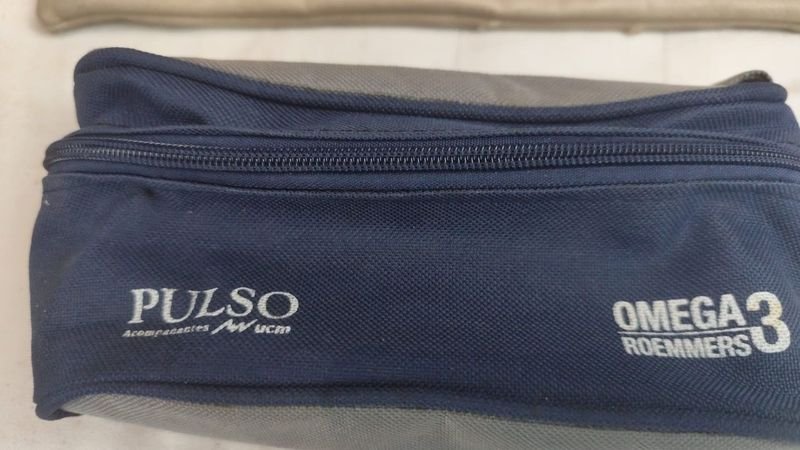 PULSO
Acompañantes ucm
OMEGA 3
ROEMMERS